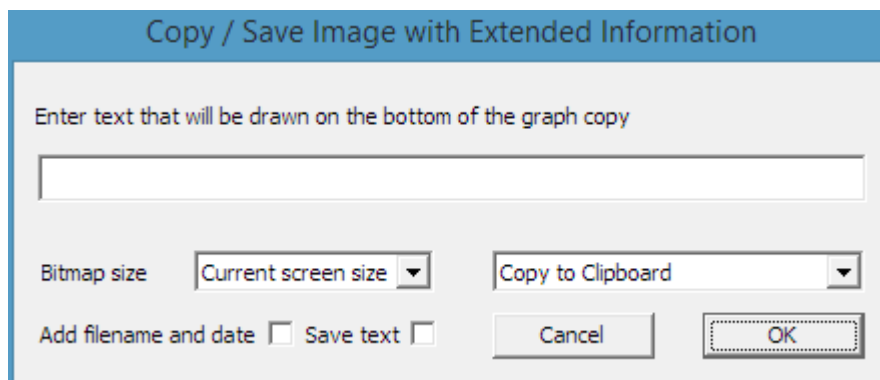 Copy / Save Image with Extended Information
Enter text that will be drawn on the bottom of the graph copy
Bitmap size Current screen size Copy to Clipboard
Add filename and date Save text Cancel OK